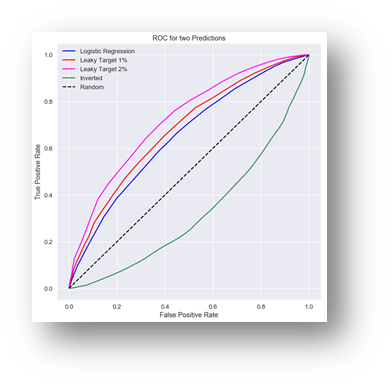 ROC for two Predictions
Logistic Regression
Leaky Target 1%
Leaky Target 2%
Inverted
Random
True Positive Rate
1.0
0.8
0.6
0.4
0.2
0.0
0.0 0.2 0.4 0.6 0.8 1.0
False Positive Rate